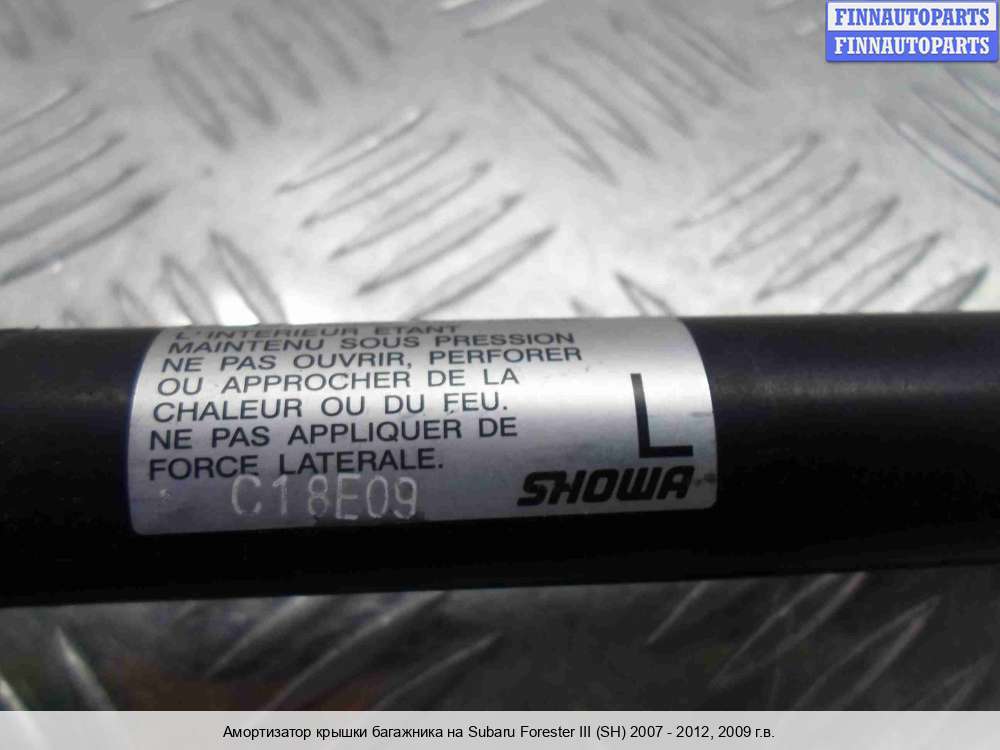 FINNAUTOPARTS
FINNAUTOPARTS
L'INTERIEUR ETANT
MAINTENU SOUS PRESSION
NE PAS OUVRIR, PERFORER
OU APPROCHER DE LA
CHALEUR OU DU FEU.
NE PAS APPLIQUER DE
FORCE LATERALE.
L
C18E09
SHOWA
Амортизатор крышки багажника на Subaru Forester III (SH) 2007 - 2012, 2009 г.в.